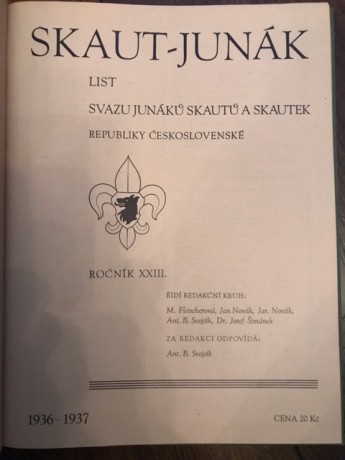 SKAUT-JUNÁK
LIST
SVAZU JUNÁKŮ SKAUTŮ A SKAUTEK
REPUBLIKY ČESKOSLOVENSKÉ
ROČNÍK XXIII.
ŘÍDÍ REDAKČNÍ KRUH:
M. Fleischerová, Jan Novák, Jar. Novák,
Ant. B. Svojsík, Dr. Josef Šimánek
ZA REDAKCI ODPOVÍDÁ:
Ant. B. Svojsík
1936–1937
CENA 20 Kč